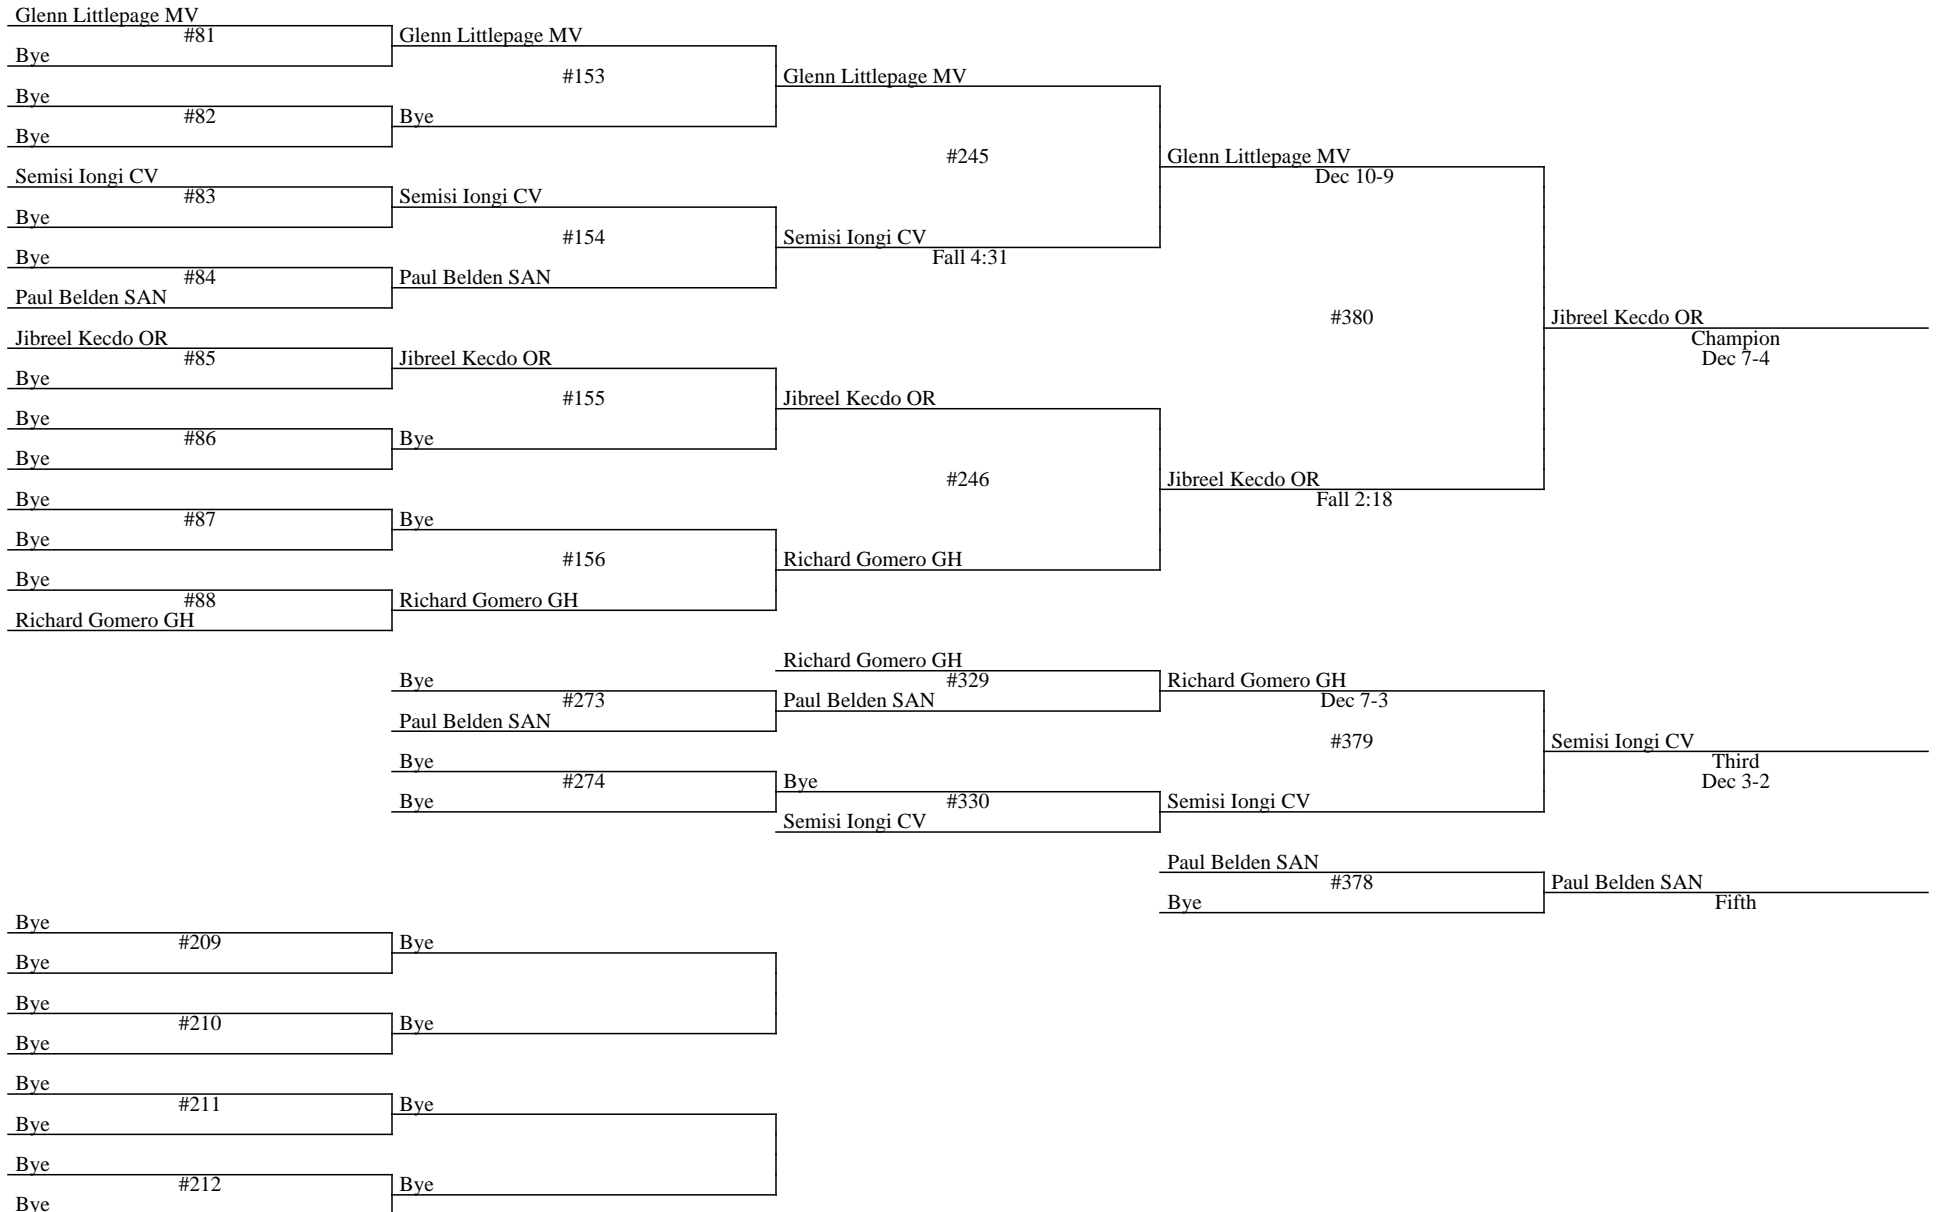 Glenn Littlepage MV
#81
Bye
Glenn Littlepage MV
#153
Bye
#82
Bye
Bye
Glenn Littlepage MV
#245
Semisi Iongi CV
#83
Bye
Semisi Iongi CV
#154
Bye
#84
Paul Belden SAN
Paul Belden SAN
Semisi Iongi CV
Fall 4:31
Glenn Littlepage MV
Dec 10-9
#380
Jibreel Kecdo OR
#85
Bye
Jibreel Kecdo OR
#155
Bye
#86
Bye
Bye
Jibreel Kecdo OR
#246
Bye
#87
Bye
Bye
#156
Bye
#88
Richard Gomero GH
Richard Gomero GH
Richard Gomero GH
Jibreel Kecdo OR
Fall 2:18
Jibreel Kecdo OR
Champion
Dec 7-4
Bye
#273
Paul Belden SAN
Richard Gomero GH
#329
Paul Belden SAN
Richard Gomero GH
Dec 7-3
#379
Bye
#274
Bye
Bye
#330
Semisi Iongi CV
Semisi Iongi CV
Semisi Iongi CV
Third
Dec 3-2
Paul Belden SAN
#378
Bye
Paul Belden SAN
Fifth
Bye
#209
Bye
Bye
Bye
#210
Bye
Bye
Bye
#211
Bye
Bye
Bye
#212
Bye
Bye